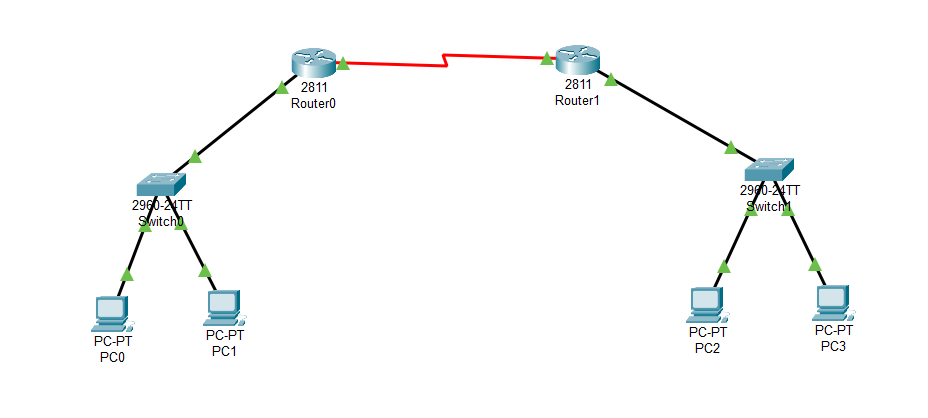 2811
Router0
2811
Router1
2960-24TT
Switch0
2960-24TT
Switch1
PC-PT
PC0
PC-PT
PC1
PC-PT
PC2
PC-PT
PC3